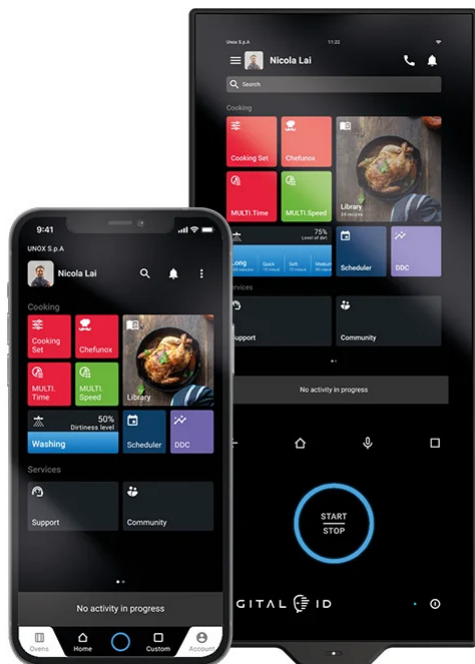 Unox S.p.A
11:22
Nicola Lai
Search
Cooking
Cooking Set
Chefunox
MULTI.Time
MULTI.Speed
Library
75%
Level of dirt
Long
Quick
Soft
Medium
Scheduler
DDC
Services
Support
Community
No activity in progress
START
STOP
GITAL ID
9:41
UNOX S.p.A
Nicola Lai
Cooking
Cooking
Set
Chefunox
MULTI.
Time
MULTI.
Speed
Library
50%
Dirtiness level
Washing
Scheduler
DDC
Services
Support
Community
No activity in progress
Ovens
Home
Custom
Account